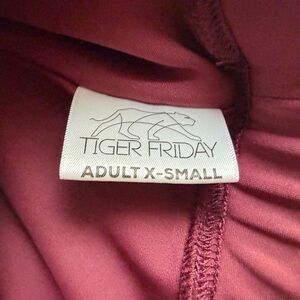 TIGER FRIDAY
ADULT X-SMALL